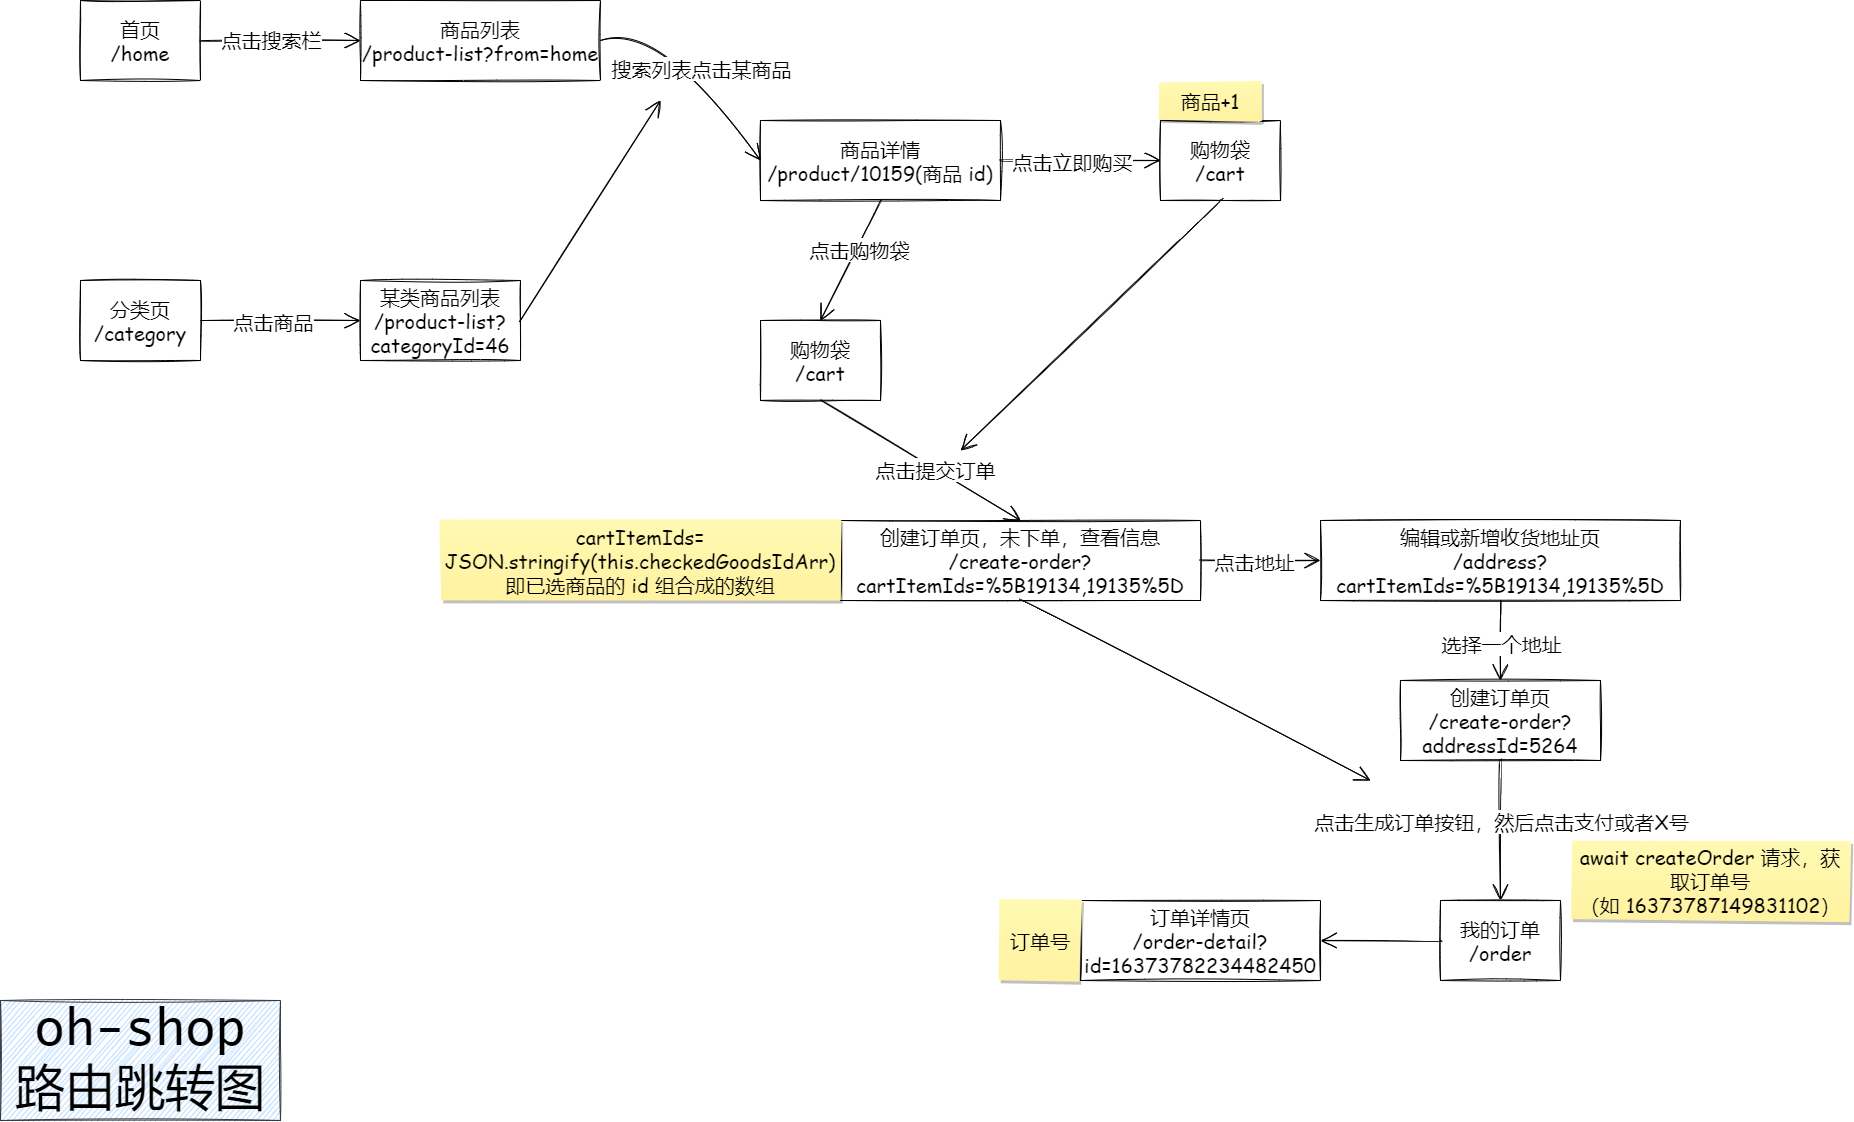 首页
/home
点击搜索栏
商品列表
/product-list?from=home
搜索列表点击某商品
商品+1
商品详情
/product/10159(商品 id)
点击立即购买
购物袋
/cart
点击购物袋
分类页
/category
点击商品
某类商品列表
/product-list?
categoryId=46
购物袋
/cart
点击提交订单
cartItemIds=
JSON.stringify(this.checkedGoodsIdArr)
即已选商品的 id 组合成的数组
创建订单页，未下单，查看信息
/create-order?
cartItemIds=%5B19134,19135%5D
点击地址
编辑或新增收货地址页
/address?
cartItemIds=%5B19134,19135%5D
选择一个地址
创建订单页
/create-order?
addressId=5264
点击生成订单按钮，然后点击支付或者X号
await createOrder 请求，获
取订单号
（如 16373787149831102）
订单号
订单详情页
/order-detail?
id=16373782234482450
我的订单
/order
oh-shop
路由跳转图